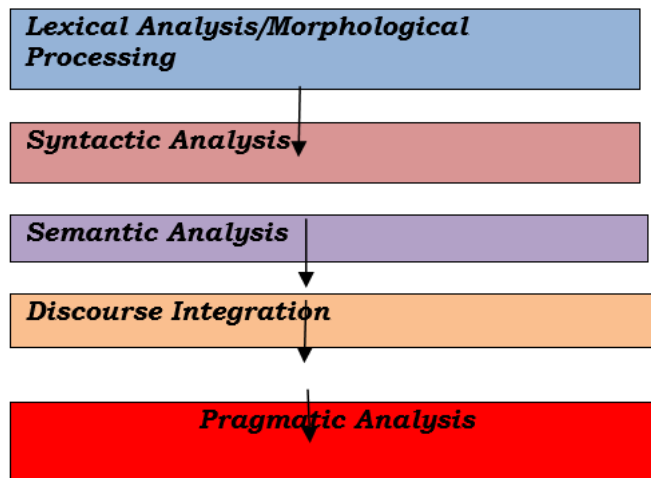 Lexical Analysis/Morphological
Processing
Syntactic Analysis
Semantic Analysis
Discourse Integration
Pragmatic Analysis